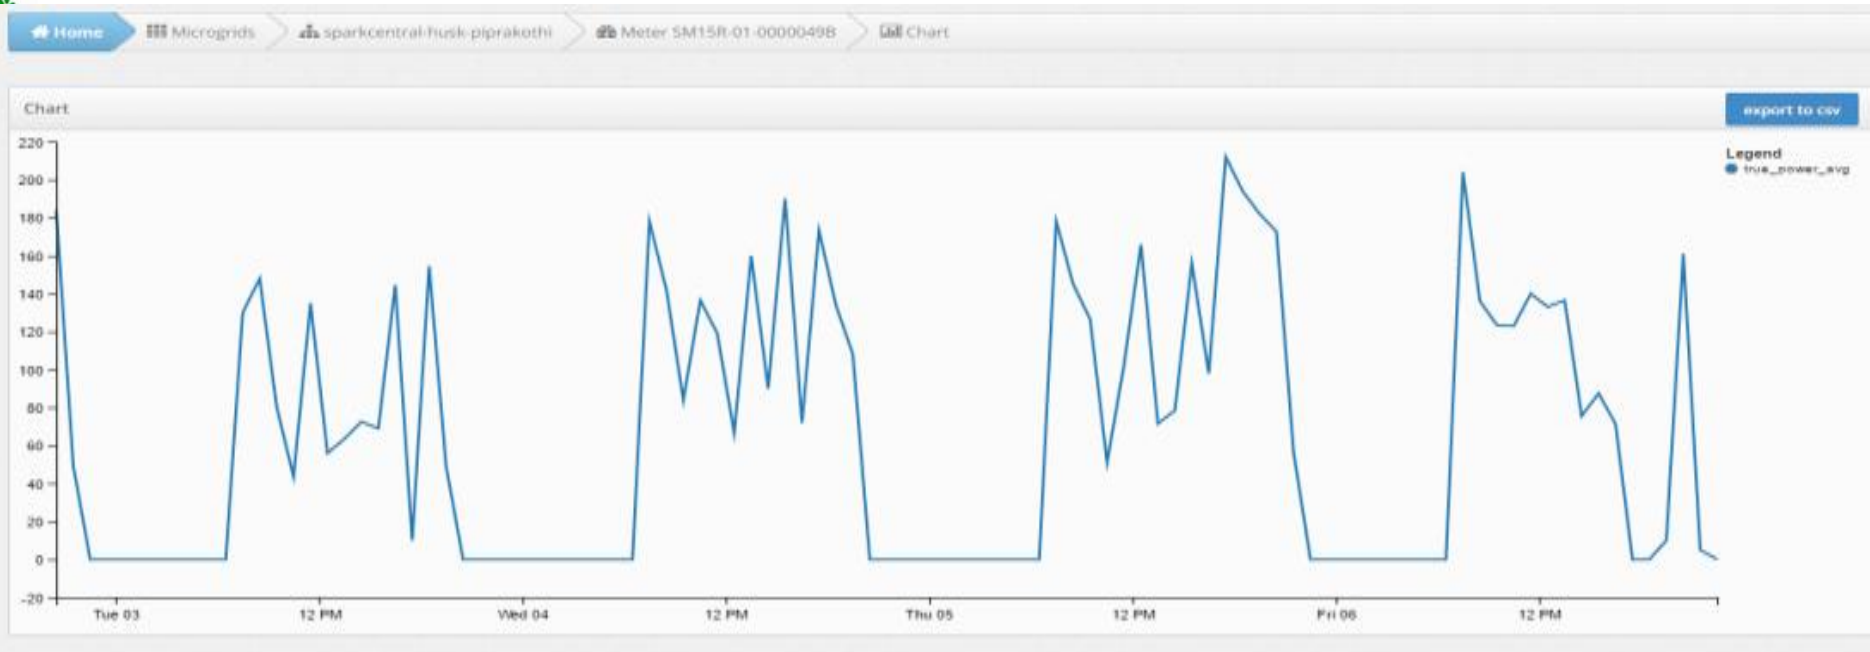 Home Microgrids sparkcentral-husk-piprakothi Meter SM15R-01-0000049B Chart
Chart
export to csv
220
Legend
true_power_avg
200
180
160
140
120
100
80
60
40
20
0
-20
Tue 03 12 PM Wed 04 12 PM Thu 05 12 PM Fri 06 12 PM